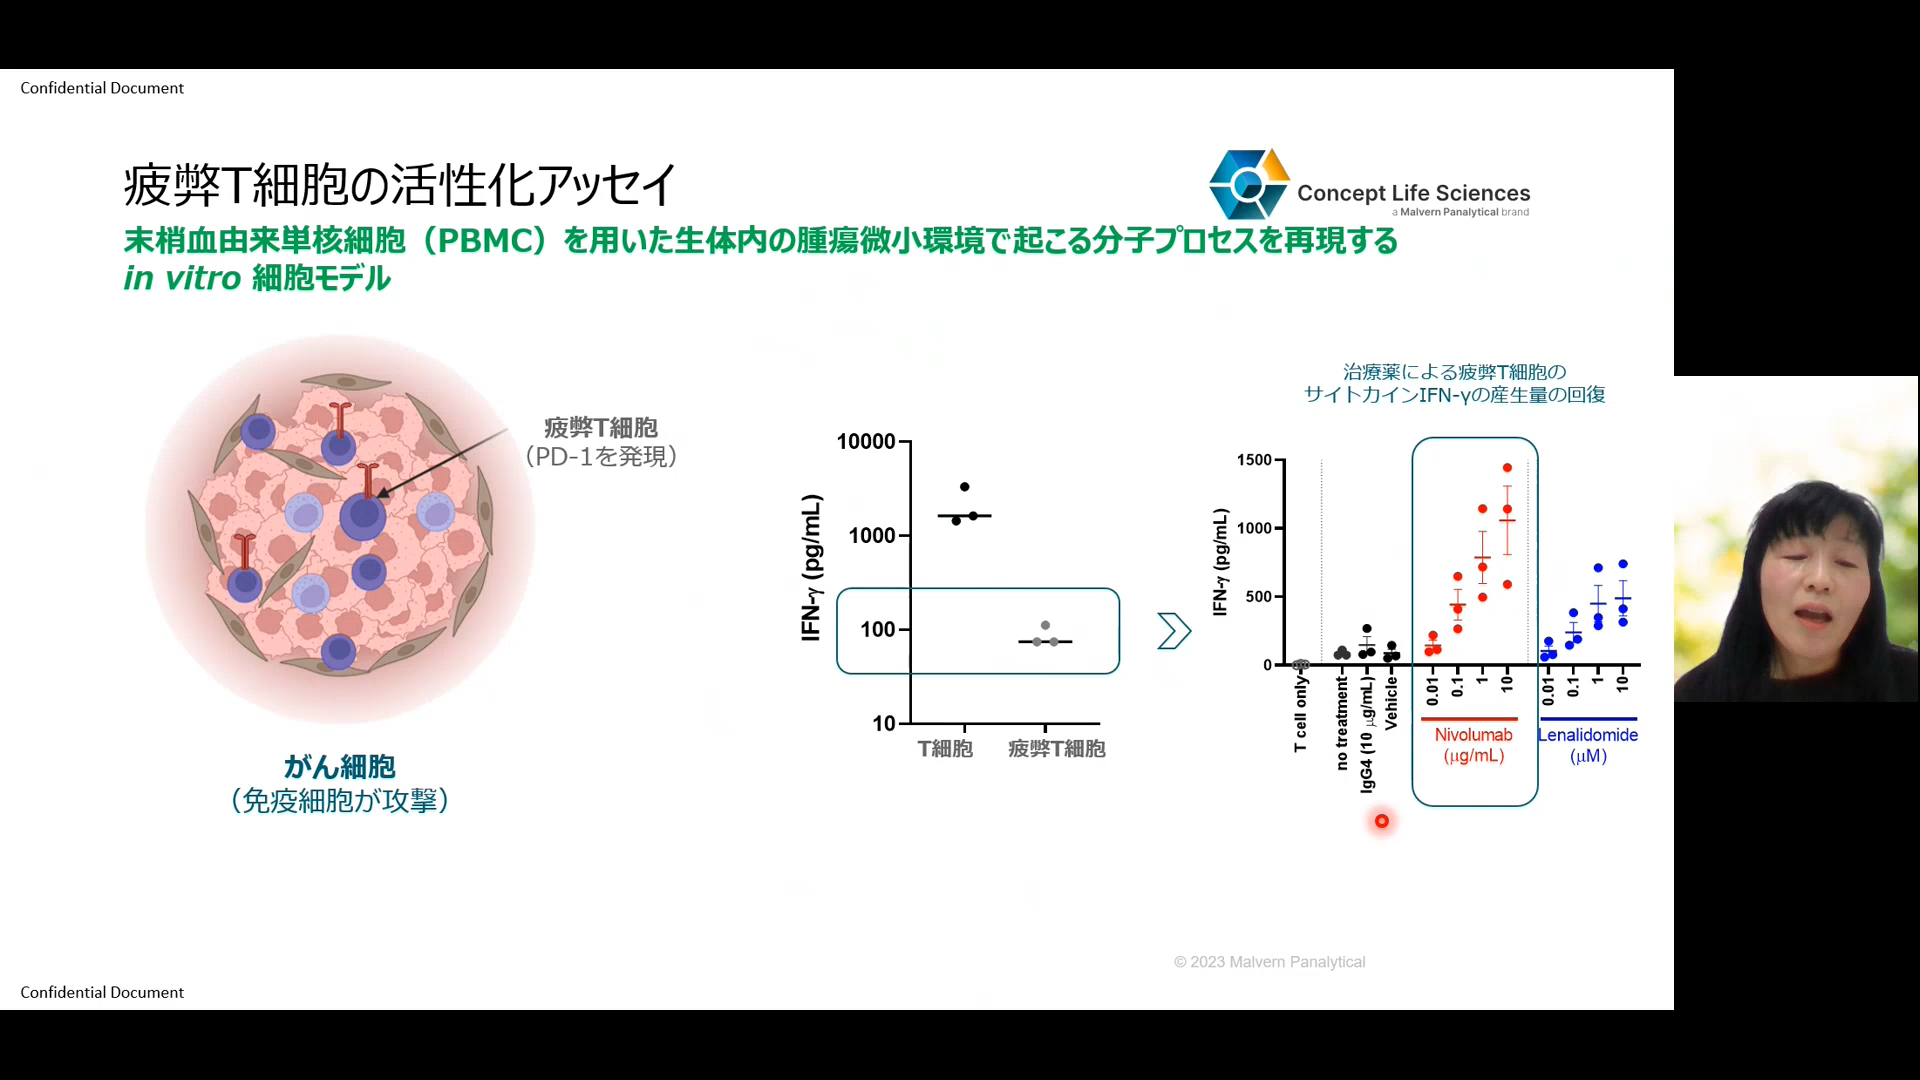 Confidential Document
疲弊T細胞の活性化アッセイ
Concept Life Sciences
a Malvern Panalytical brand
末梢血由来単核細胞（PBMC）を用いた生体内の腫瘍微小環境で起こる分子プロセスを再現する
in vitro 細胞モデル
疲弊T細胞
（PD-1を発現）
がん細胞
（免疫細胞が攻撃）
IFN-γ (pg/mL)
10000
1000
100
10
T細胞
疲弊T細胞
治療薬による疲弊T細胞の
サイトカインIFN-γの産生量の回復
IFN-γ (pg/mL)
1500
1000
500
0
T cell only
no treatment
IgG4 (10 μg/mL)
Vehicle
0.01
0.1
1
10
Nivolumab
(μg/mL)
0.01
0.1
1
10
Lenalidomide
(μM)
© 2023 Malvern Panalytical
Confidential Document